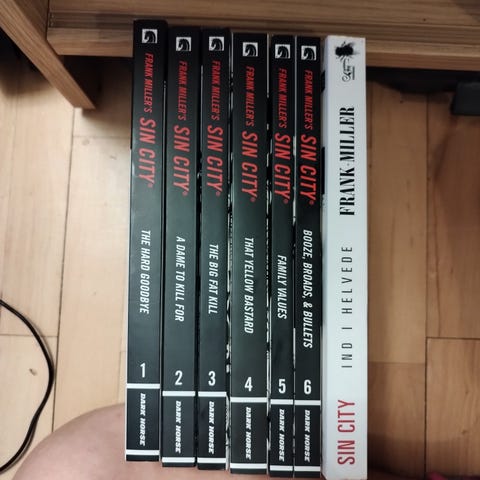 FRANK MILLER'S SIN CITY®
THE HARD GOODBYE
1
DARK HORSE
FRANK MILLER'S SIN CITY®
A DAME TO KILL FOR
2
DARK HORSE
FRANK MILLER'S SIN CITY®
THE BIG FAT KILL
3
DARK HORSE
FRANK MILLER'S SIN CITY®
THAT YELLOW BASTARD
4
DARK HORSE
FRANK MILLER'S SIN CITY®
FAMILY VALUES
5
DARK HORSE
FRANK MILLER'S SIN CITY®
BOOZE, BROADS, & BULLETS
6
DARK HORSE
SIN CITY IND I HELVEDE FRANK MILLER